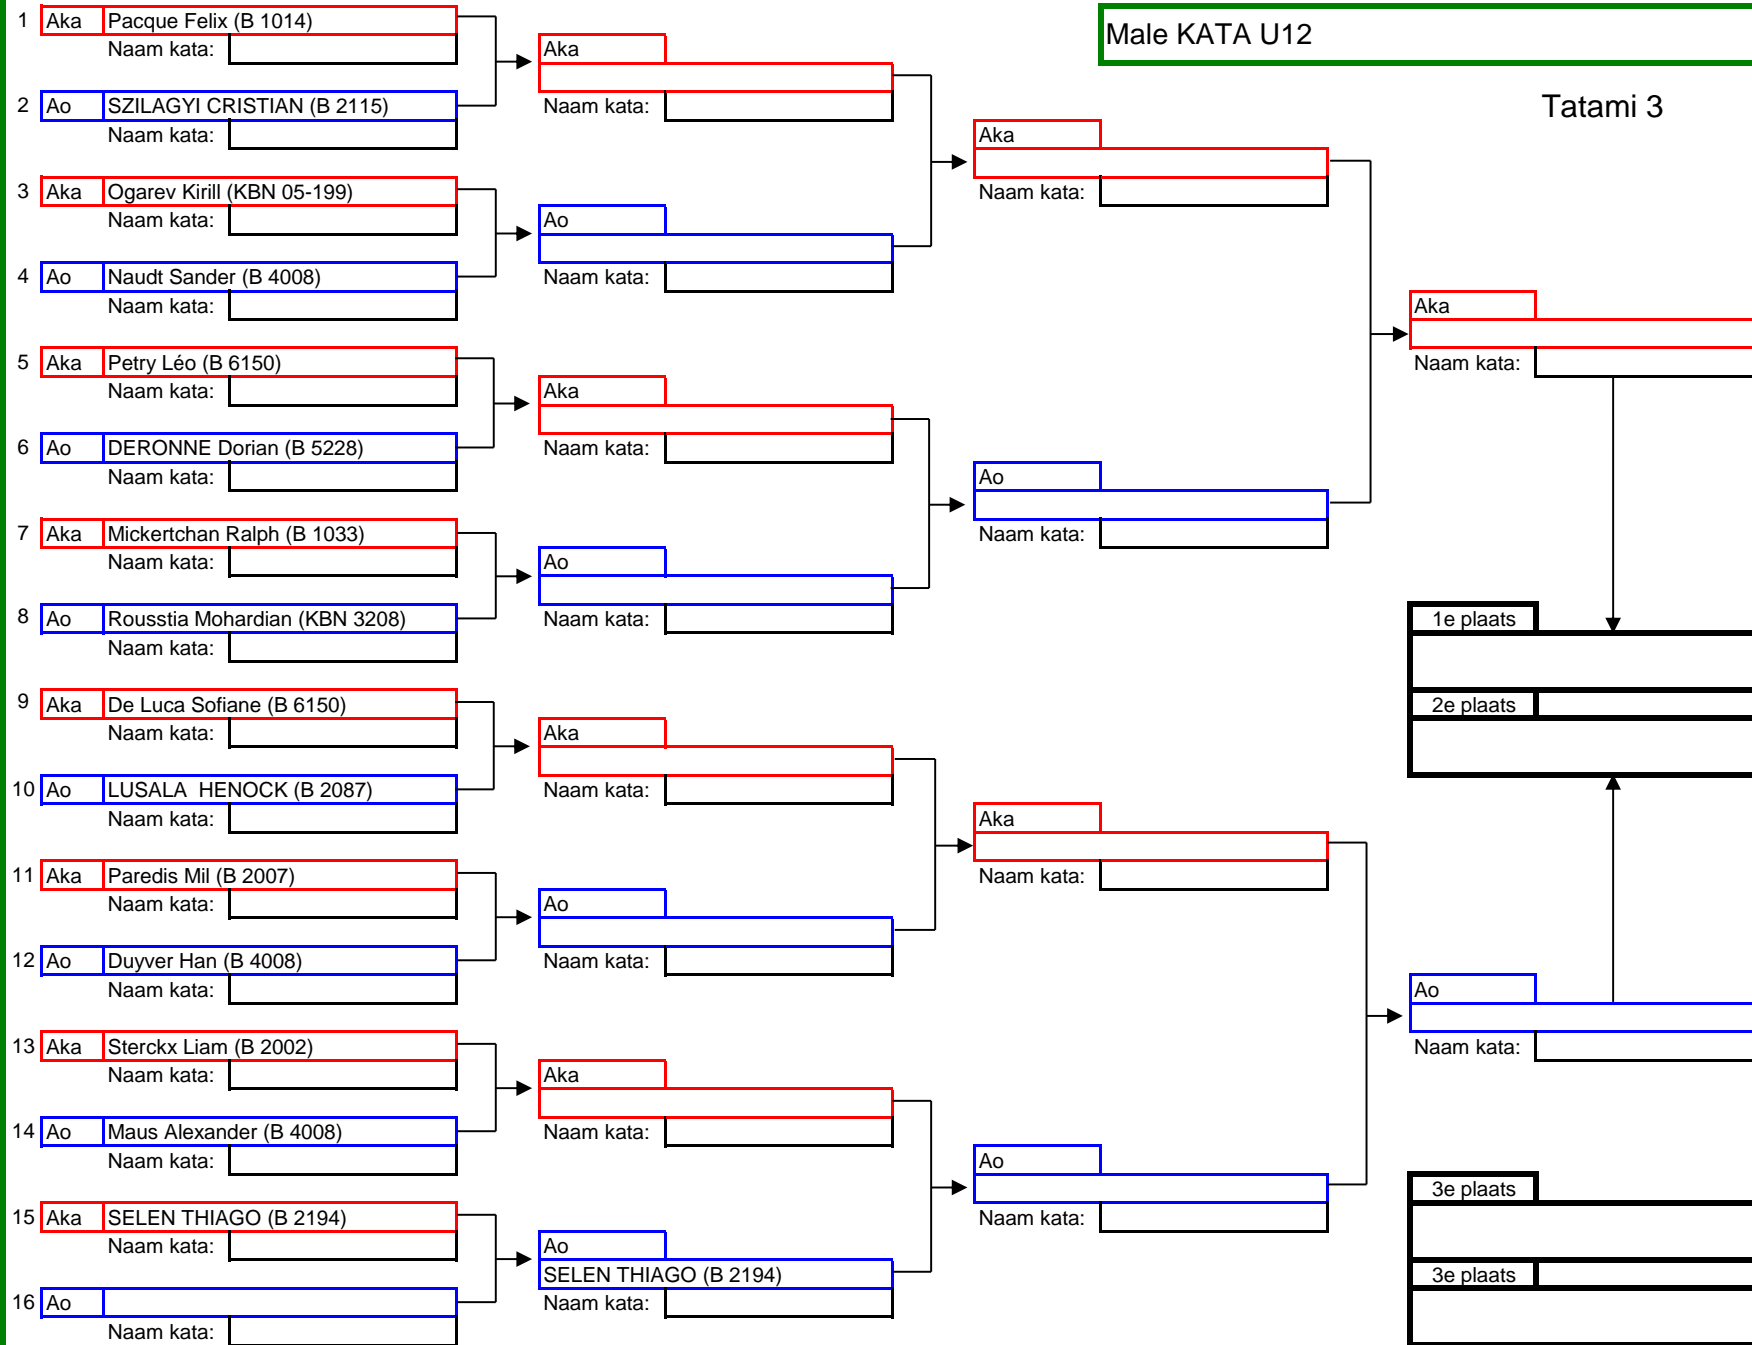 Male KATA U12
Tatami 3
1 Aka Pacque Felix (B 1014)
Naam kata:
2 Ao SZILAGYI CRISTIAN (B 2115)
Naam kata:
3 Aka Ogarev Kirill (KBN 05-199)
Naam kata:
4 Ao Naudt Sander (B 4008)
Naam kata:
5 Aka Petry Léo (B 6150)
Naam kata:
6 Ao DERONNE Dorian (B 5228)
Naam kata:
7 Aka Mickertchan Ralph (B 1033)
Naam kata:
8 Ao Rousstia Mohardian (KBN 3208)
Naam kata:
9 Aka De Luca Sofiane (B 6150)
Naam kata:
10 Ao LUSALA  HENOCK (B 2087)
Naam kata:
11 Aka Paredis Mil (B 2007)
Naam kata:
12 Ao Duyver Han (B 4008)
Naam kata:
13 Aka Sterckx Liam (B 2002)
Naam kata:
14 Ao Maus Alexander (B 4008)
Naam kata:
15 Aka SELEN THIAGO (B 2194)
Naam kata:
16 Ao
Naam kata:
Aka
Naam kata:
Ao
Naam kata:
Aka
Naam kata:
Ao
Naam kata:
Aka
Naam kata:
Ao
Naam kata:
Aka
Naam kata:
Ao
SELEN THIAGO (B 2194)
Naam kata:
Aka
Naam kata:
Ao
Naam kata:
Aka
Naam kata:
Ao
Naam kata:
Aka
Naam kata:
1e plaats
2e plaats
Ao
Naam kata:
3e plaats
3e plaats